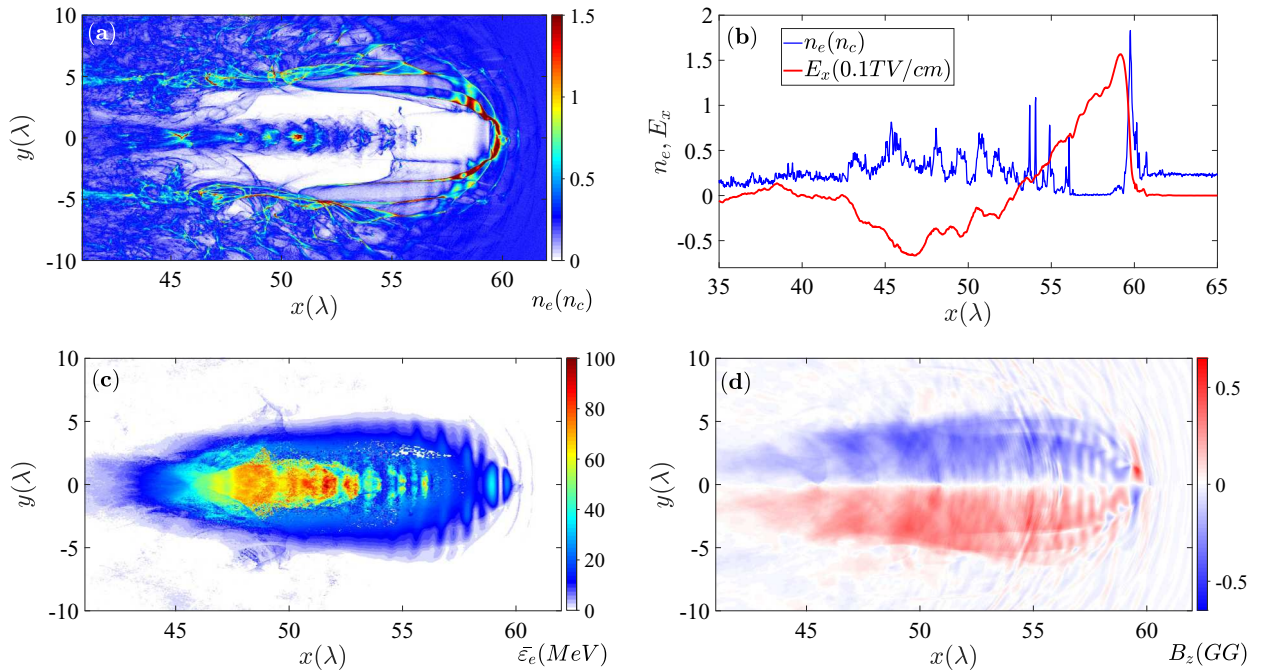 (a)
10
5
0
-5
-10
y(λ)
45 50 55 60
x(λ)
n_e(n_c)
1.5
1
0.5
0
(b)
n_e(n_c)
E_x(0.1TV/cm)
2
1.5
1
0.5
0
-0.5
n_e, E_x
35 40 45 50 55 60 65
x(λ)
(c)
10
5
0
-5
-10
y(λ)
45 50 55 60
x(λ)
ε̄_e(MeV)
100
80
60
40
20
0
(d)
10
5
0
-5
-10
y(λ)
45 50 55 60
x(λ)
B_z(GG)
0.5
0
-0.5